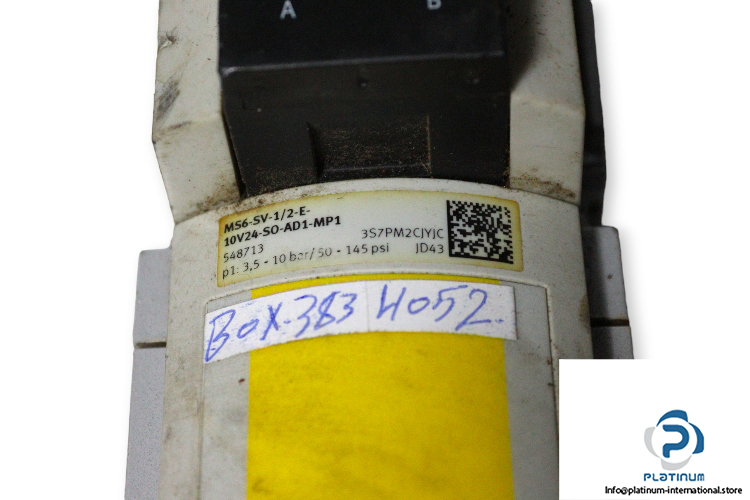 A B
MS6-SV-1/2-E-
10V24-SO-AD1-MP1
548713 3S7PM2CJYJC
p1: 3,5 - 10 bar/50 - 145 psi JD43
BOX-383 4052
PLATINUM
Info@platinum-international.store